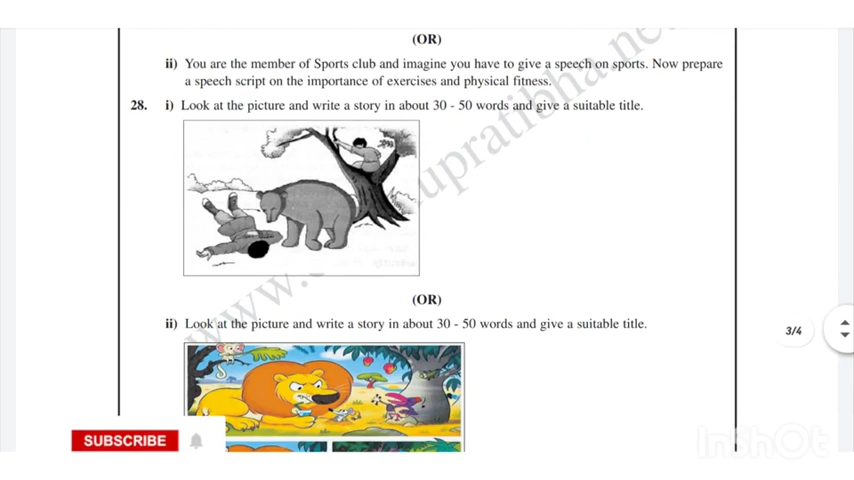 (OR)
ii) You are the member of Sports club and imagine you have to give a speech on sports. Now prepare
a speech script on the importance of exercises and physical fitness.
28. i) Look at the picture and write a story in about 30 - 50 words and give a suitable title.
(OR)
ii) Look at the picture and write a story in about 30 - 50 words and give a suitable title.
3/4
SUBSCRIBE
InShOt